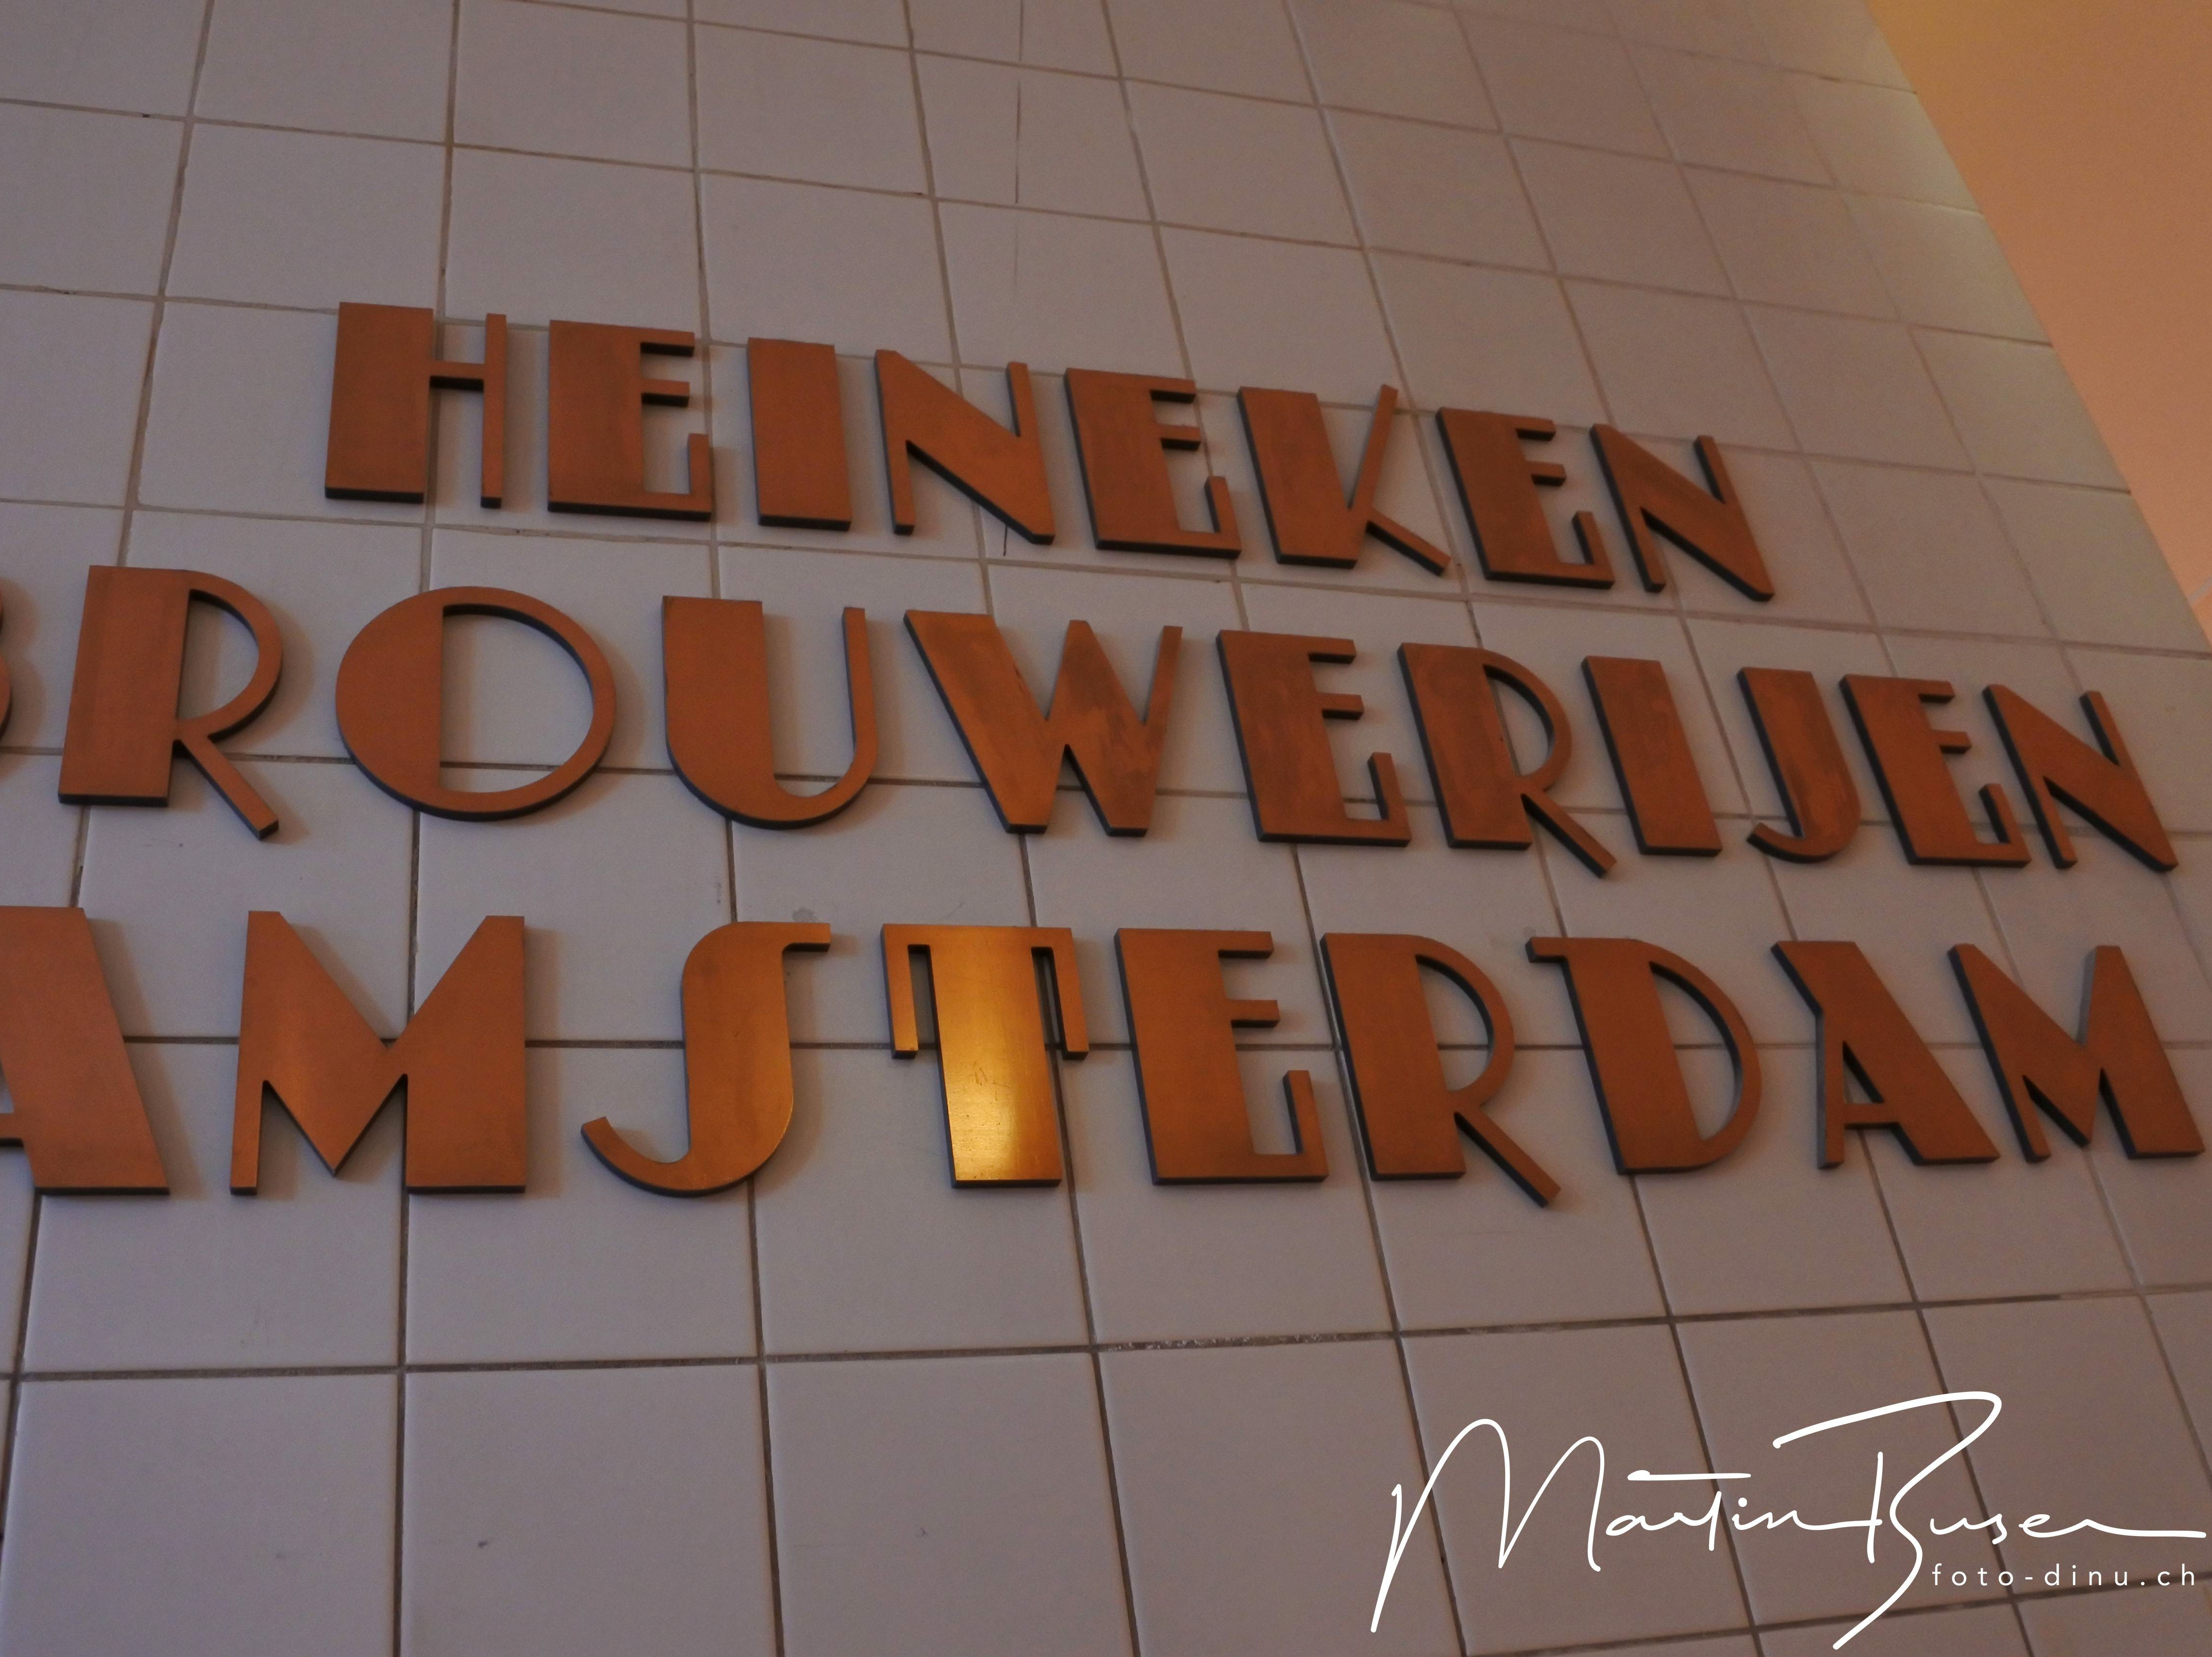 HEINEKEN
BROUWERIJEN
AMSTERDAM
Martin Buser
foto-dinu.ch